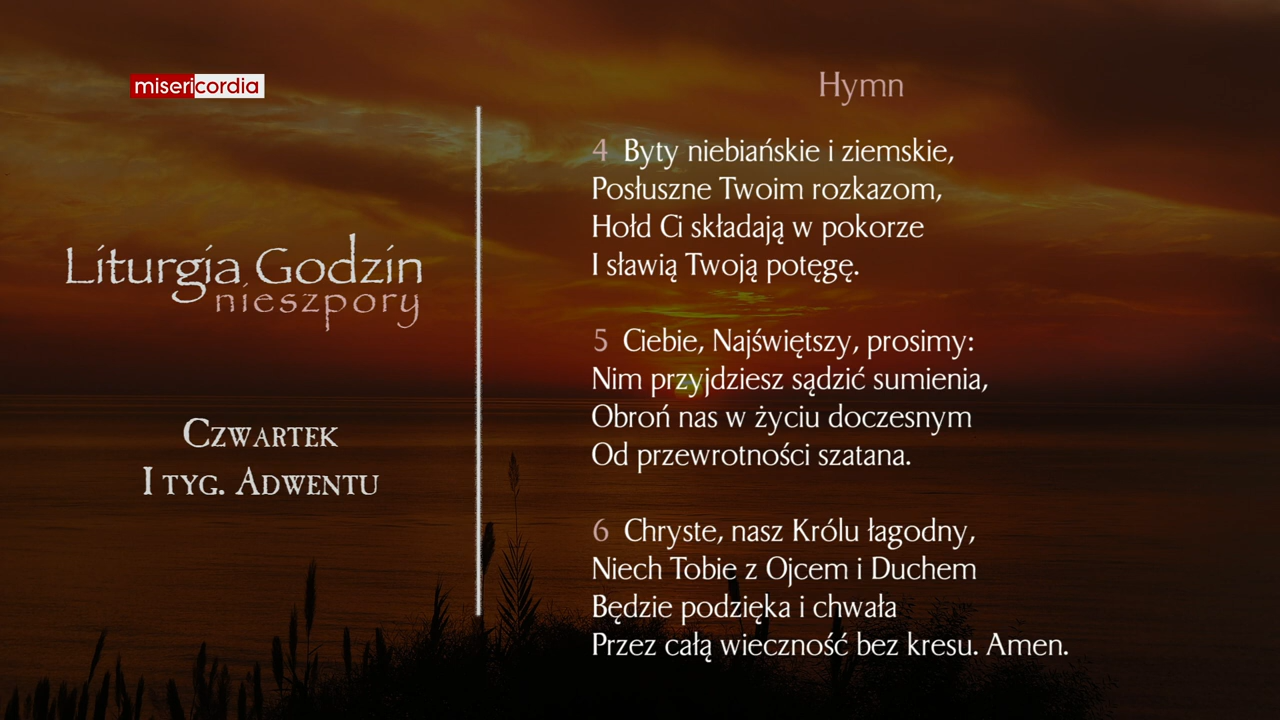 misericordia
Liturgia Godzin
nieszpory
Czwartek
I tyg. Adwentu
Hymn
4 Byty niebiańskie i ziemskie,
Posłuszne Twoim rozkazom,
Hołd Ci składają w pokorze
I sławią Twoją potęgę.
5 Ciebie, Najświętszy, prosimy:
Nim przyjdziesz sądzić sumienia,
Obroń nas w życiu doczesnym
Od przewrotności szatana.
6 Chryste, nasz Królu łagodny,
Niech Tobie z Ojcem i Duchem
Będzie podzięka i chwała
Przez całą wieczność bez kresu. Amen.